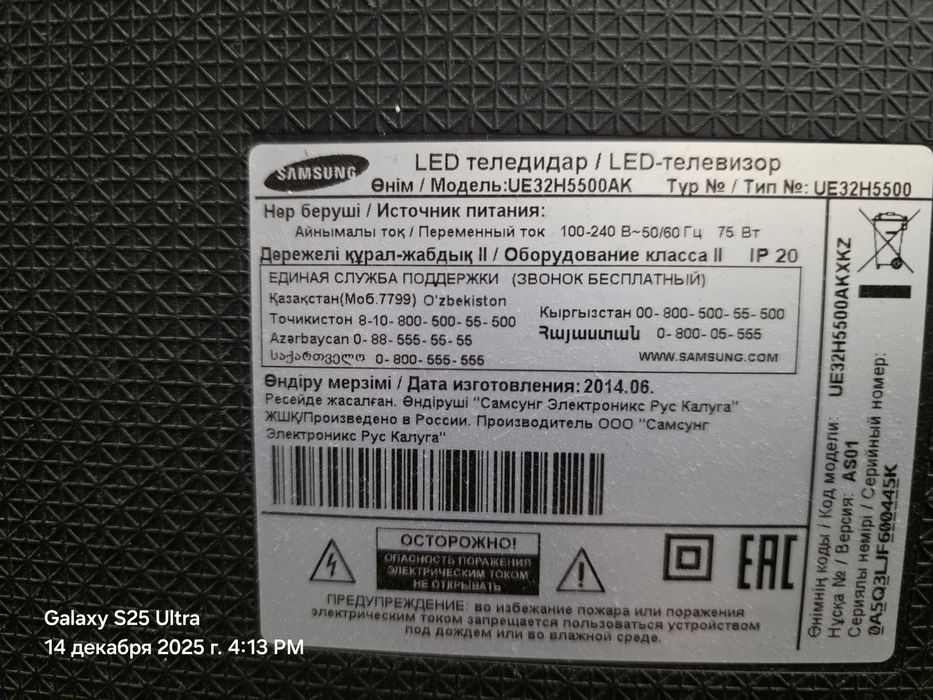 SAMSUNG
LED теледидар / LED-телевизор
Өнім / Модель:UE32H5500AK Түр № / Тип №: UE32H5500
Нәр беруші / Источник питания:
Айнымалы тоқ / Переменный ток 100-240 В~50/60 Гц 75 Вт
Дәрежелі құрал-жабдық II / Оборудование класса II IP 20
ЕДИНАЯ СЛУЖБА ПОДДЕРЖКИ (ЗВОНОК БЕСПЛАТНЫЙ)
Қазақстан(Моб.7799) O'zbekiston
Точикистон 8-10-800-500-55-500
Кыргызстан 00-800-500-55-500
Azərbaycan 0-88-555-55-55
Հայաստան 0-800-05-555
საქართველო 0-800-555-555
WWW.SAMSUNG.COM
Өндіру мерзімі / Дата изготовления: 2014.06.
Ресейде жасалған. Өндіруші "Самсунг Электроникс Рус Калуга"
ЖШҚ/Произведено в России. Производитель ООО "Самсунг
Электроникс Рус Калуга"
ОСТОРОЖНО!
ОПАСНОСТЬ ПОРАЖЕНИЯ
ЭЛЕКТРИЧЕСКИМ ТОКОМ
НЕ ОТКРЫВАТЬ
EAC
ПРЕДУПРЕЖДЕНИЕ: во избежание пожара или поражения
электрическим током запрещается пользоваться устройством
под дождем или во влажной среде.
Өнімнің коды / Код модели: UE32H5500AKXKZ
Нұсқа № / Версия: AS01
Сериялы нөмірі / Серийный номер:
0A5Q3LJF600445K
Galaxy S25 Ultra
14 декабря 2025 г. 4:13 PM